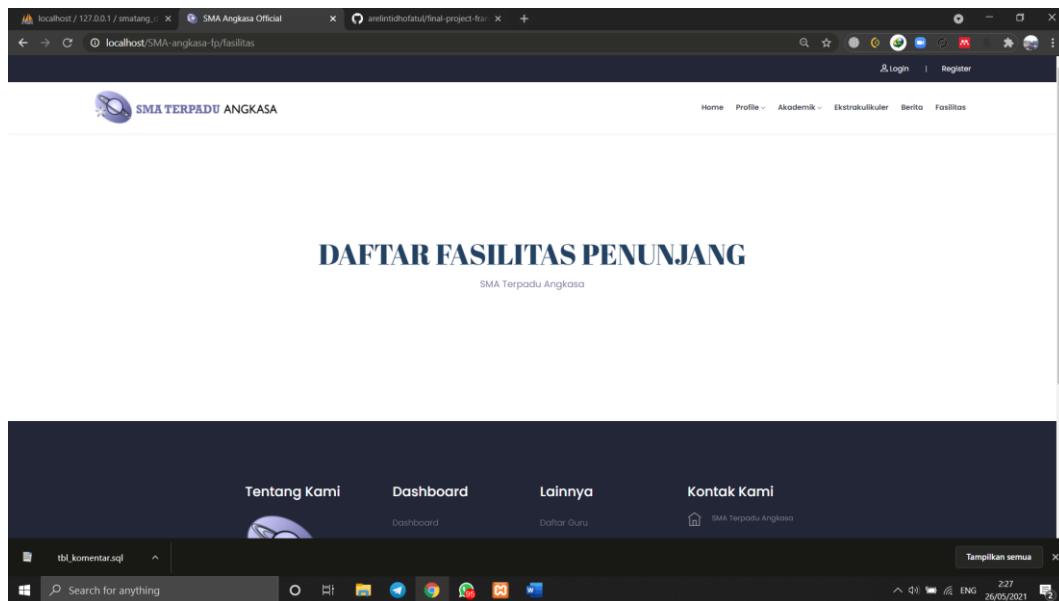 localhost / 127.0.0.1 / smatang_
SMA Angkasa Official
arelintidhofatul/final-project-fran
localhost/SMA-angkasa-fp/fasilitas
Login | Register
SMA TERPADU ANGKASA
Home Profile Akademik Ekstrakulikuler Berita Fasilitas
DAFTAR FASILITAS PENUNJANG
SMA Terpadu Angkasa
Tentang Kami Dashboard Lainnya Kontak Kami
Dashboard Daftar Guru SMA Terpadu Angkasa
tbl_komentar.sql Tampilkan semua
Search for anything
ENG 2:27
26/05/2021